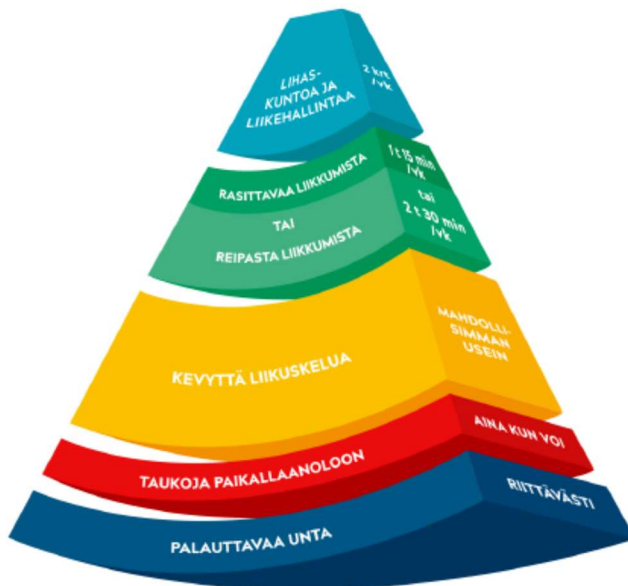 LIHAS-
KUNTOA JA
LIIKEHALLINTAA
2 krt
/vk
RASITTAVAA LIIKKUMISTA
1 t 15 min
/vk
TAI
tai
REIPASTA LIIKKUMISTA
2 t 30 min
/vk
KEVYTTÄ LIIKUSKELUA
MAHDOLLI-
SIMMAN
USEIN
TAUKOJA PAIKALLAANOLOON
AINA KUN VOI
PALAUTTAVAA UNTA
RIITTÄVÄSTI